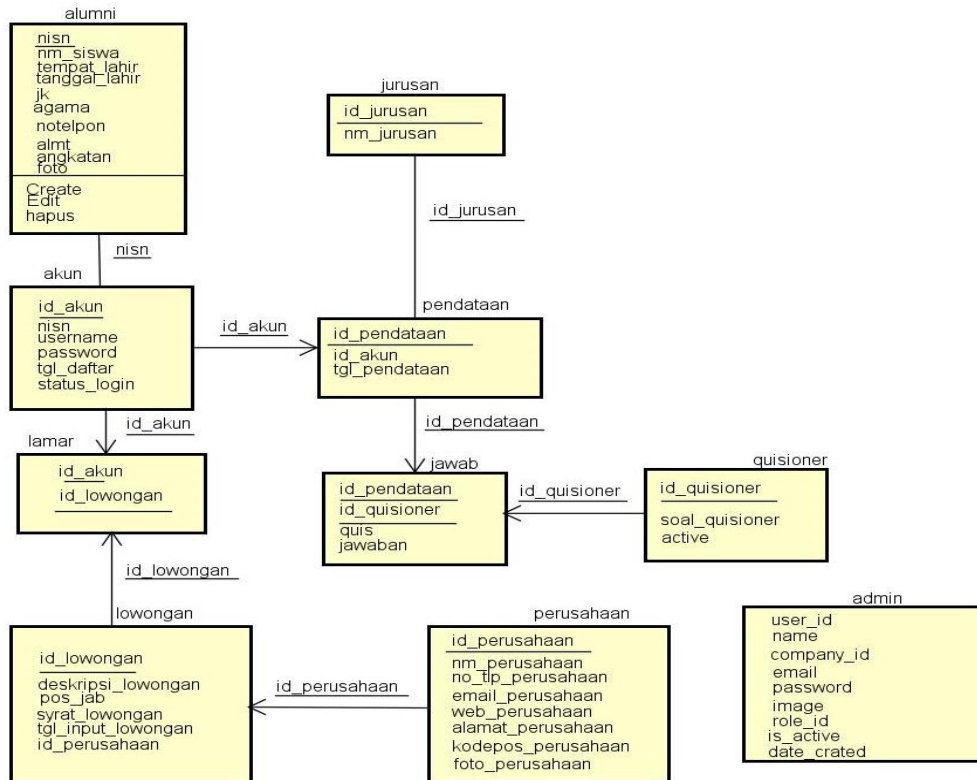 alumni
nisn
nm_siswa
tempat_lahir
tanggal_lahir
jk
agama
notelpon
almt
angkatan
foto
Create
Edit
hapus
nisn
jurusan
id_jurusan
nm_jurusan
id_jurusan
akun
id_akun
nisn
username
password
tgl_daftar
status_login
id_akun
pendataan
id_pendataan
id_akun
tgl_pendataan
id_akun
id_pendataan
lamar
id_akun
id_lowongan
jawab
id_pendataan
id_quisioner
quis
jawaban
id_quisioner
quisioner
id_quisioner
soal_quisioner
active
id_lowongan
lowongan
id_lowongan
deskripsi_lowongan
pos_jab
syrat_lowongan
tgl_input_lowongan
id_perusahaan
id_perusahaan
perusahaan
id_perusahaan
nm_perusahaan
no_tlp_perusahaan
email_perusahaan
web_perusahaan
alamat_perusahaan
kodepos_perusahaan
foto_perusahaan
admin
user_id
name
company_id
email
password
image
role_id
is_active
date_crated